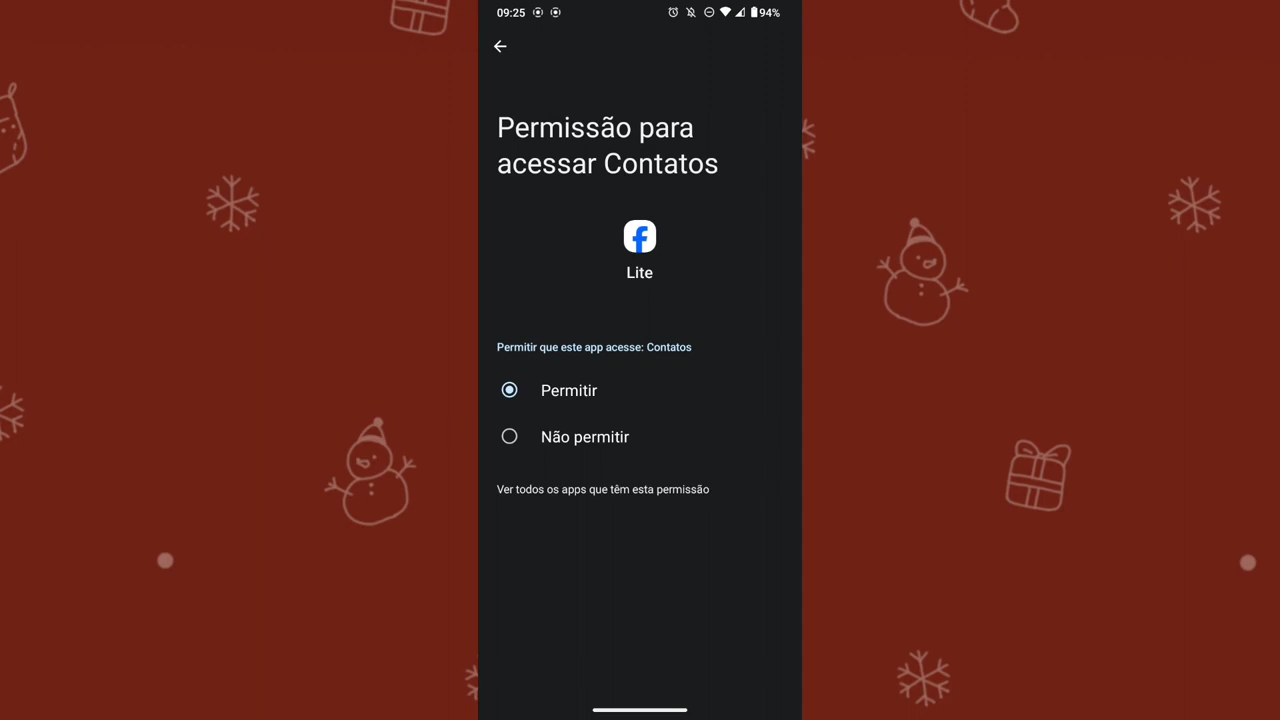 09:25
94%
Permissão para
acessar Contatos
Lite
Permitir que este app acesse: Contatos
Permitir
Não permitir
Ver todos os apps que têm esta permissão